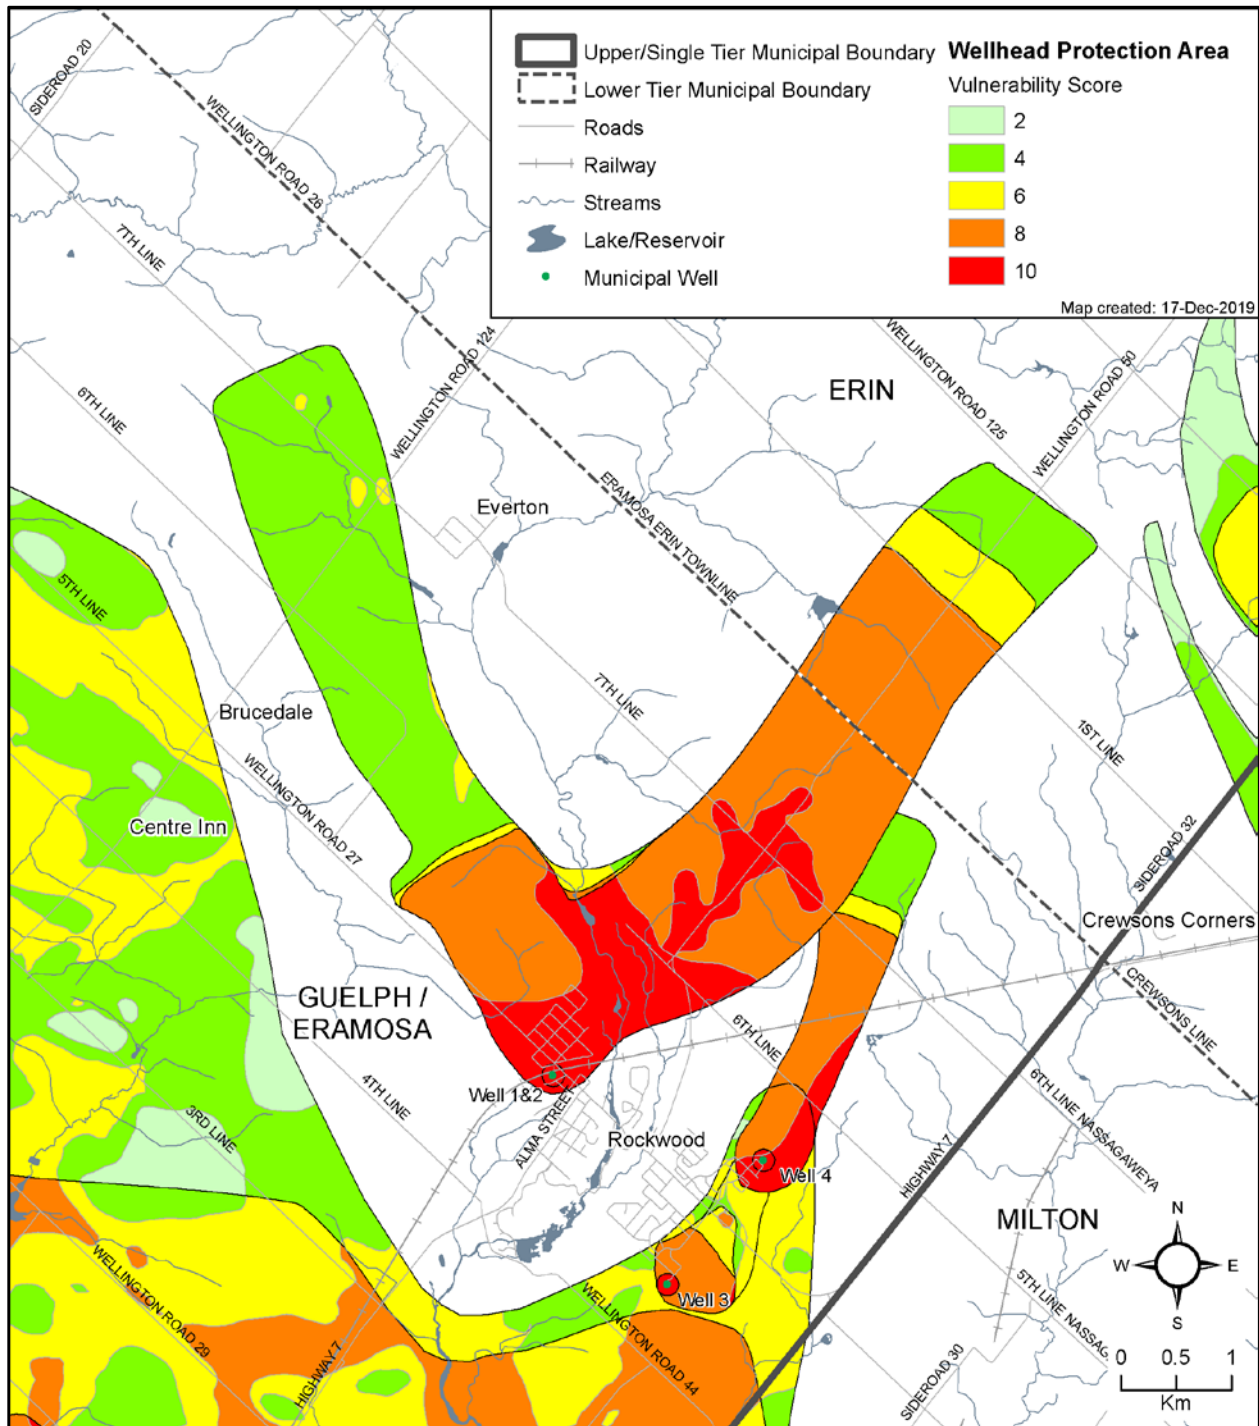 Upper/Single Tier Municipal Boundary
Lower Tier Municipal Boundary
Roads
Railway
Streams
Lake/Reservoir
Municipal Well
Wellhead Protection Area
Vulnerability Score
2
4
6
8
10
Map created: 17-Dec-2019
SIDEROAD 20
WELLINGTON ROAD 26
7TH LINE
WELLINGTON ROAD 124
6TH LINE
ERIN
WELLINGTON ROAD 125
WELLINGTON ROAD 50
Everton
ERAMOSA ERIN TOWNLINE
5TH LINE
7TH LINE
Brucedale
1ST LINE
WELLINGTON ROAD 27
Centre Inn
SIDEROAD 32
Crewsons Corners
GUELPH /
ERAMOSA
CREWSONS LINE
6TH LINE
4TH LINE
Well 1&2
ALMA STREET
3RD LINE
Rockwood
6TH LINE NASSAGAWEYA
HIGHWAY 7
Well 4
MILTON
N
W
E
S
WELLINGTON ROAD 29
Well 3
WELLINGTON ROAD 44
5TH LINE NASSAG
HIGHWAY 7
SIDEROAD 30
0 0.5 1
Km